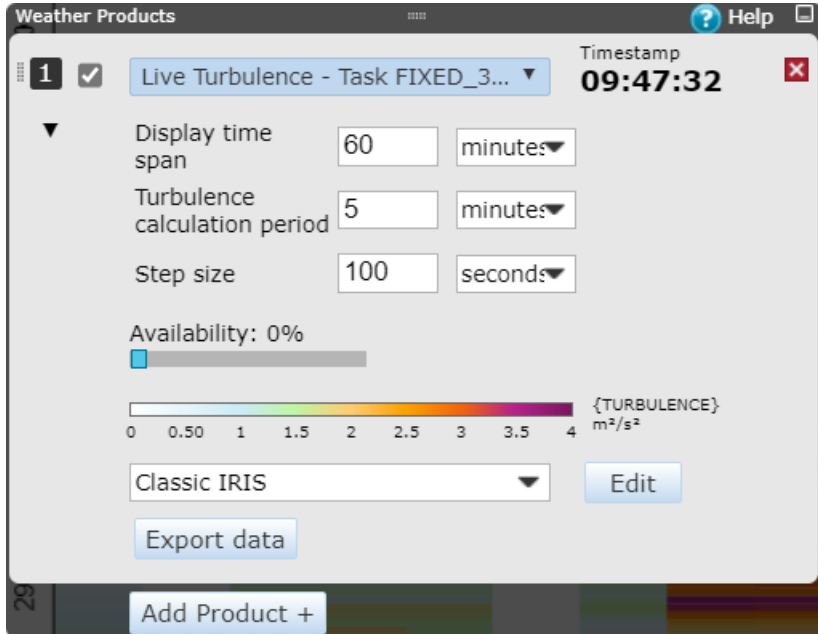 Weather Products
Help
Timestamp
1
Live Turbulence - Task FIXED_3...
09:47:32
Display time
span
60
minutes
Turbulence
calculation period
5
minutes
Step size
100
seconds
Availability: 0%
{TURBULENCE}
m²/s²
0 0.50 1 1.5 2 2.5 3 3.5 4
Classic IRIS
Edit
Export data
29
Add Product +